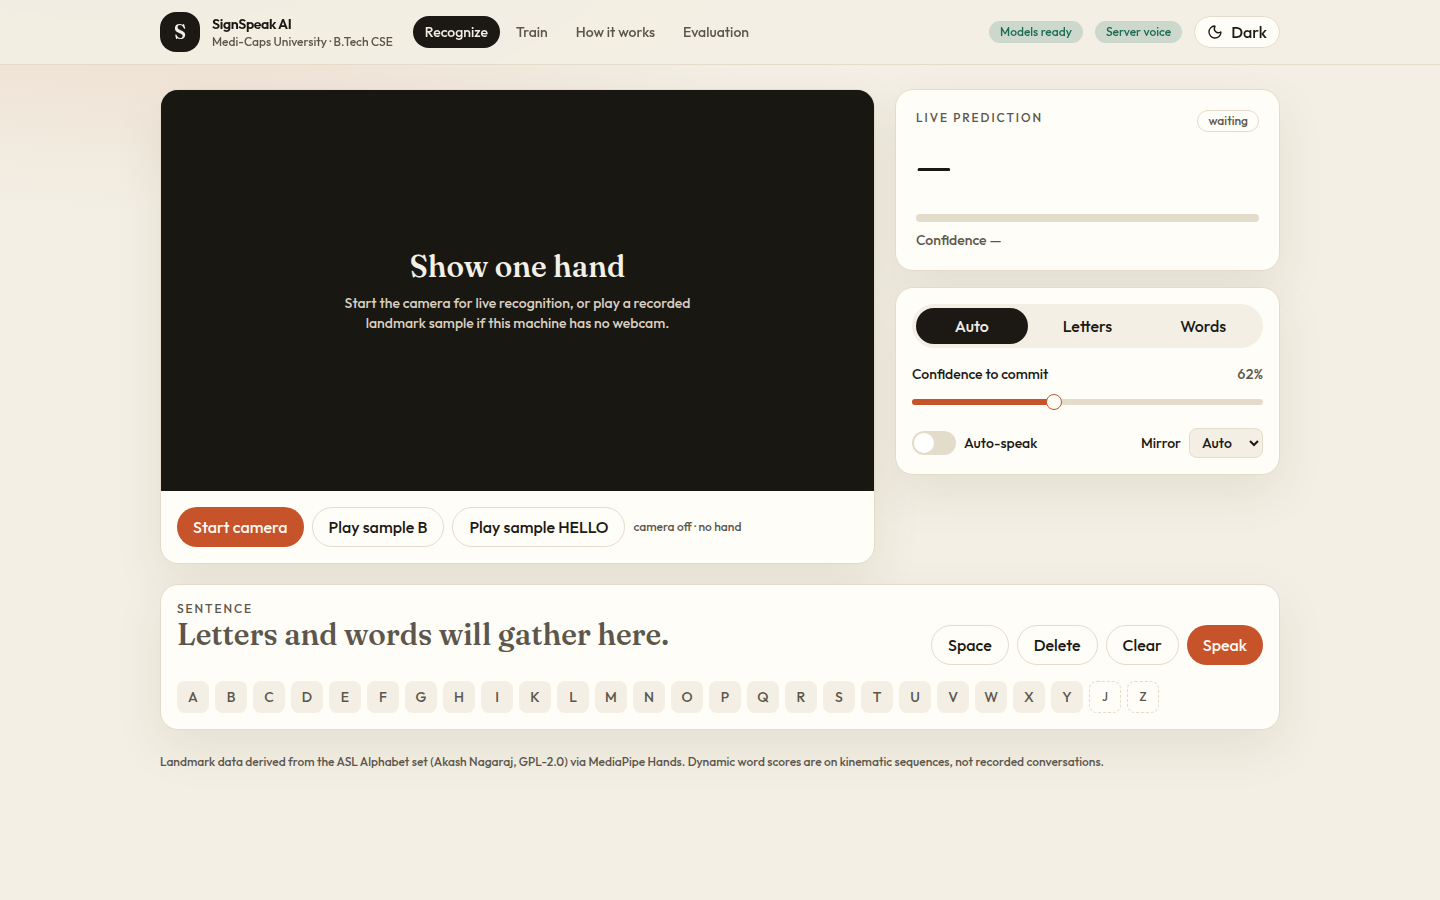 S
SignSpeak AI
Medi-Caps University · B.Tech CSE
Recognize
Train
How it works
Evaluation
Models ready
Server voice
Dark
Show one hand
Start the camera for live recognition, or play a recorded
landmark sample if this machine has no webcam.
Start camera
Play sample B
Play sample HELLO
camera off · no hand
LIVE PREDICTION
waiting
—
Confidence —
Auto
Letters
Words
Confidence to commit
62%
Auto-speak
Mirror
Auto
SENTENCE
Letters and words will gather here.
Space
Delete
Clear
Speak
A B C D E F G H I K L M N O P Q R S T U V W X Y J Z
Landmark data derived from the ASL Alphabet set (Akash Nagaraj, GPL-2.0) via MediaPipe Hands. Dynamic word scores are on kinematic sequences, not recorded conversations.